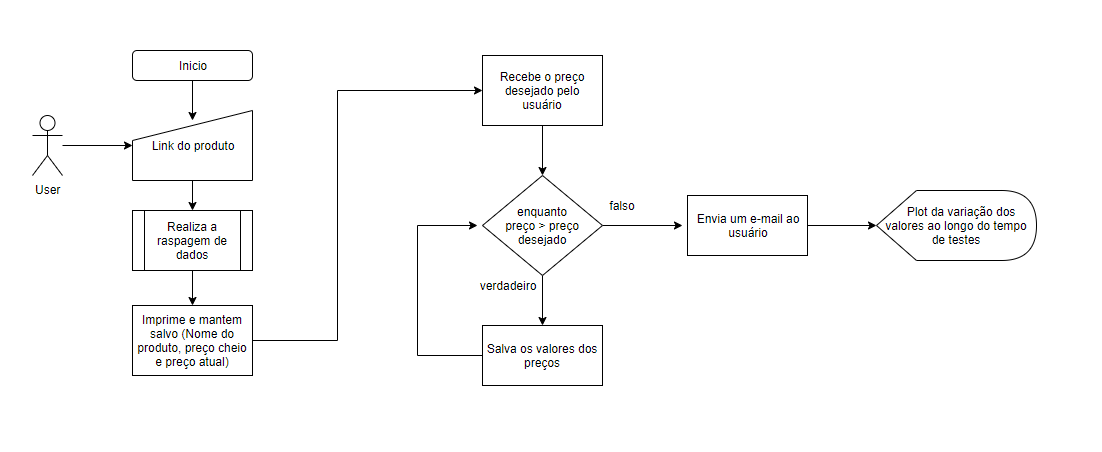 Inicio
Link do produto
User
Realiza a
raspagem de
dados
Imprime e mantem
salvo (Nome do
produto, preço cheio
e preço atual)
Recebe o preço
desejado pelo
usuário
enquanto
preço > preço
desejado
falso
verdadeiro
Salva os valores dos
preços
Envia um e-mail ao
usuário
Plot da variação dos
valores ao longo do tempo
de testes